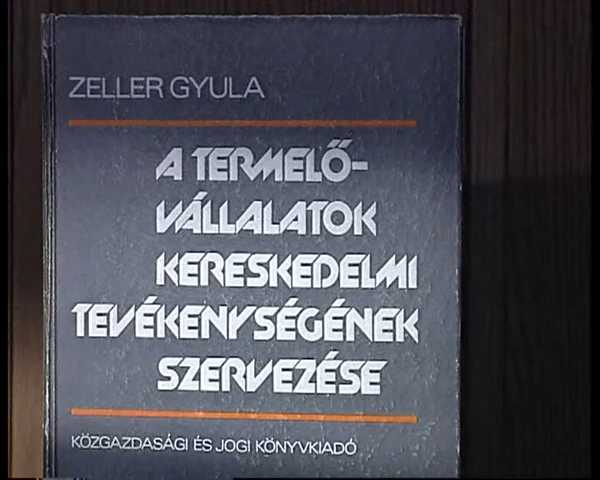 ZELLER GYULA
A TERMELŐ-
VÁLLALATOK
KERESKEDELMI
TEVÉKENYSÉGÉNEK
SZERVEZÉSE
KÖZGAZDASÁGI ÉS JOGI KÖNYVKIADÓ